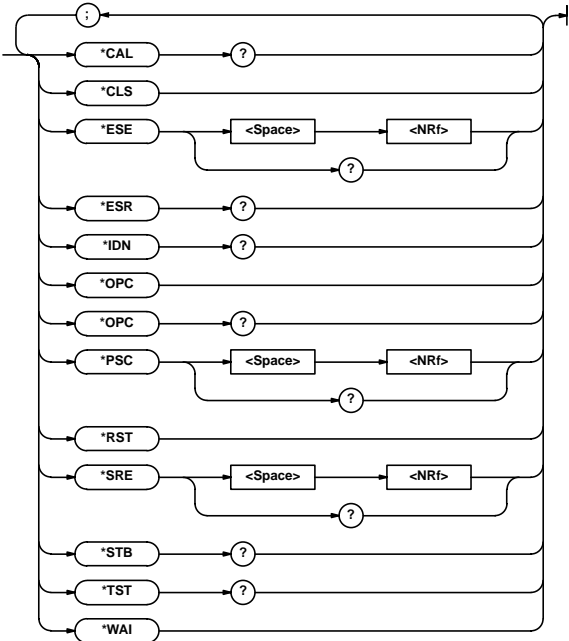 ;
*CAL ?
*CLS
*ESE <Space> <NRf>
?
*ESR ?
*IDN ?
*OPC
*OPC ?
*PSC <Space> <NRf>
?
*RST
*SRE <Space> <NRf>
?
*STB ?
*TST ?
*WAI